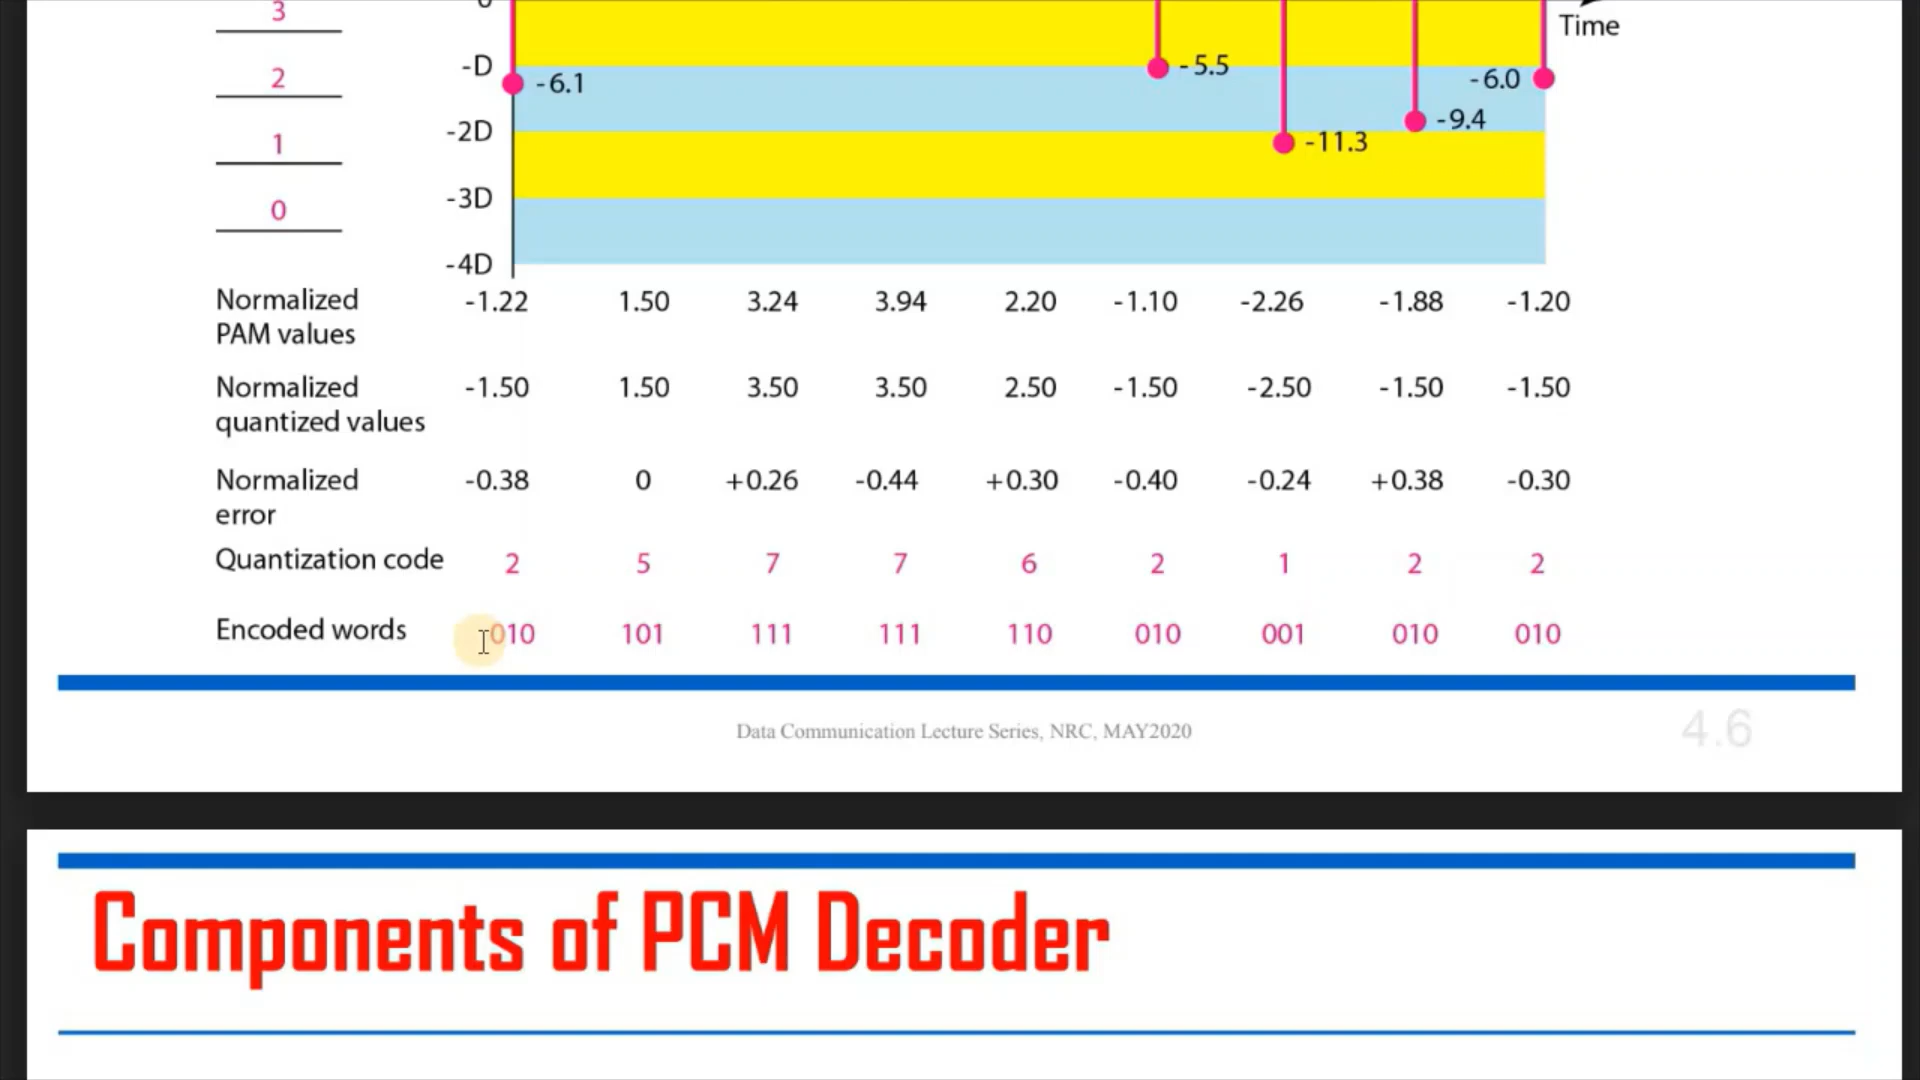 3
0
Time
-D
-6.1
-5.5
-6.0
2
-2D
-9.4
1
-11.3
-3D
0
-4D
Normalized
PAM values
-1.22 1.50 3.24 3.94 2.20 -1.10 -2.26 -1.88 -1.20
Normalized
quantized values
-1.50 1.50 3.50 3.50 2.50 -1.50 -2.50 -1.50 -1.50
Normalized
error
-0.38 0 +0.26 -0.44 +0.30 -0.40 -0.24 +0.38 -0.30
Quantization code 2 5 7 7 6 2 1 2 2
Encoded words 010 101 111 111 110 010 001 010 010
Data Communication Lecture Series, NRC, MAY2020
4.6
Components of PCM Decoder